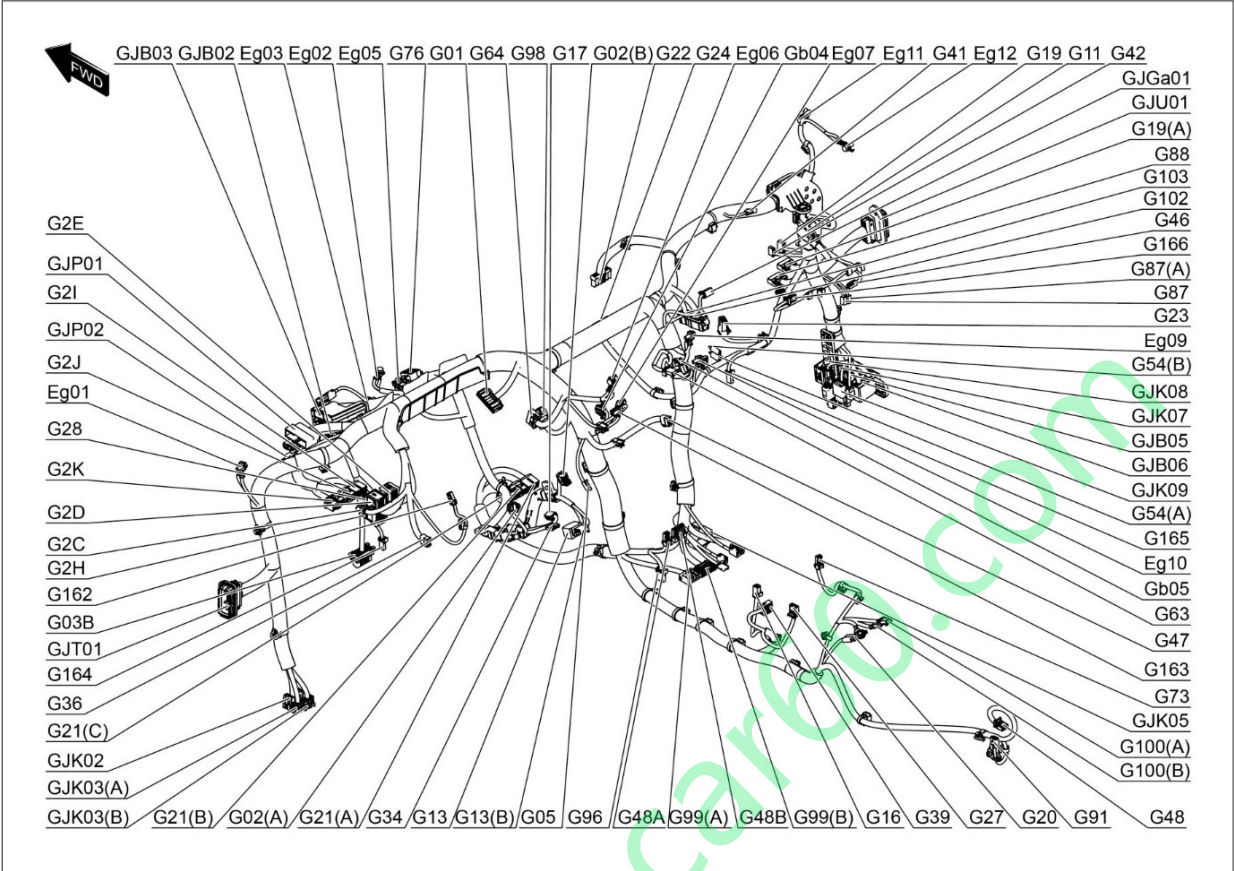 FWD
GJB03 GJB02 Eg03 Eg02 Eg05 G76 G01 G64 G98 G17 G02(B) G22 G24 Eg06 Gb04 Eg07 Eg11 G41 Eg12 G19 G11 G42
GJGa01
GJU01
G19(A)
G88
G103
G102
G46
G166
G87(A)
G87
G23
Eg09
G54(B)
GJK08
GJK07
GJB05
GJB06
GJK09
G54(A)
G165
Eg10
Gb05
G63
G47
G163
G73
GJK05
G100(A)
G100(B)
G2E
GJP01
G2I
GJP02
G2J
Eg01
G28
G2K
G2D
G2C
G2H
G162
G03B
GJT01
G164
G36
G21(C)
GJK02
GJK03(A)
GJK03(B) G21(B) G02(A) G21(A) G34 G13 G13(B) G05 G96 G48A G99(A) G48B G99(B) G16 G39 G27 G20 G91 G48
car60.com